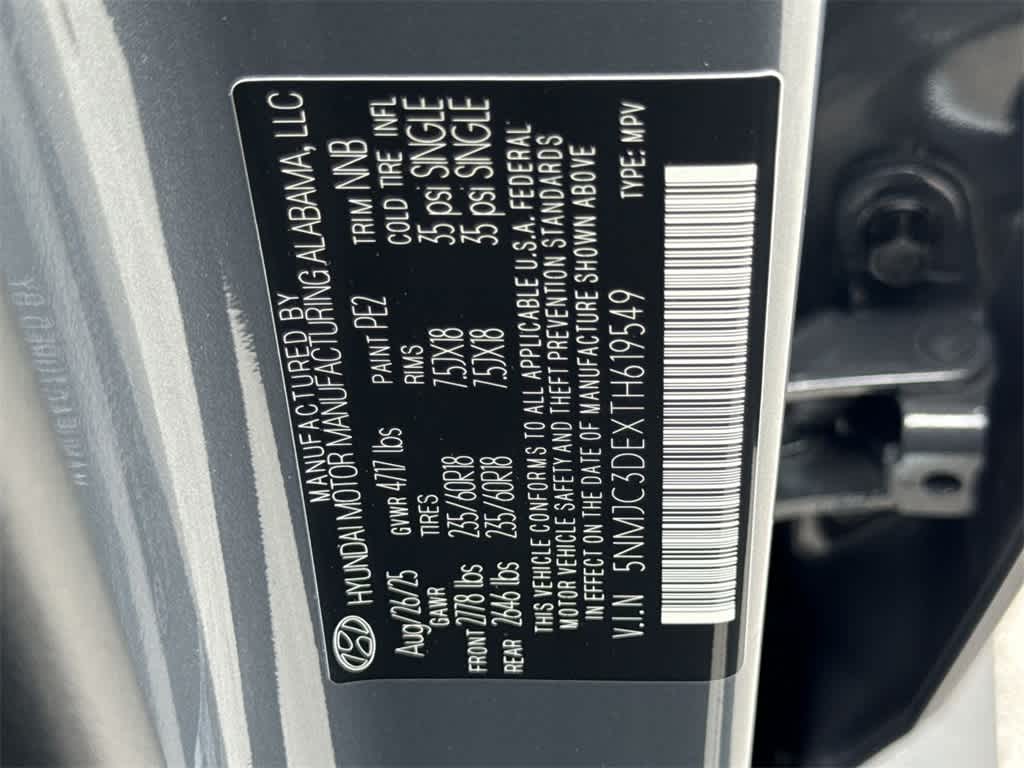 MANUFACTURED BY
HYUNDAI MOTOR MANUFACTURING ALABAMA, LLC
Aug/26/25 GVWR 4717 lbs PAINT PE2 TRIM NNB
GAWR TIRES RIMS COLD TIRE INFL
FRONT 2778 lbs 235/60R18 7.5JX18 35 psi SINGLE
REAR 2646 lbs 235/60R18 7.5JX18 35 psi SINGLE
THIS VEHICLE CONFORMS TO ALL APPLICABLE U.S.A. FEDERAL
MOTOR VEHICLE SAFETY AND THEFT PREVENTION STANDARDS
IN EFFECT ON THE DATE OF MANUFACTURE SHOWN ABOVE
V.I.N 5NMJC3DEXTH619549 TYPE: MPV